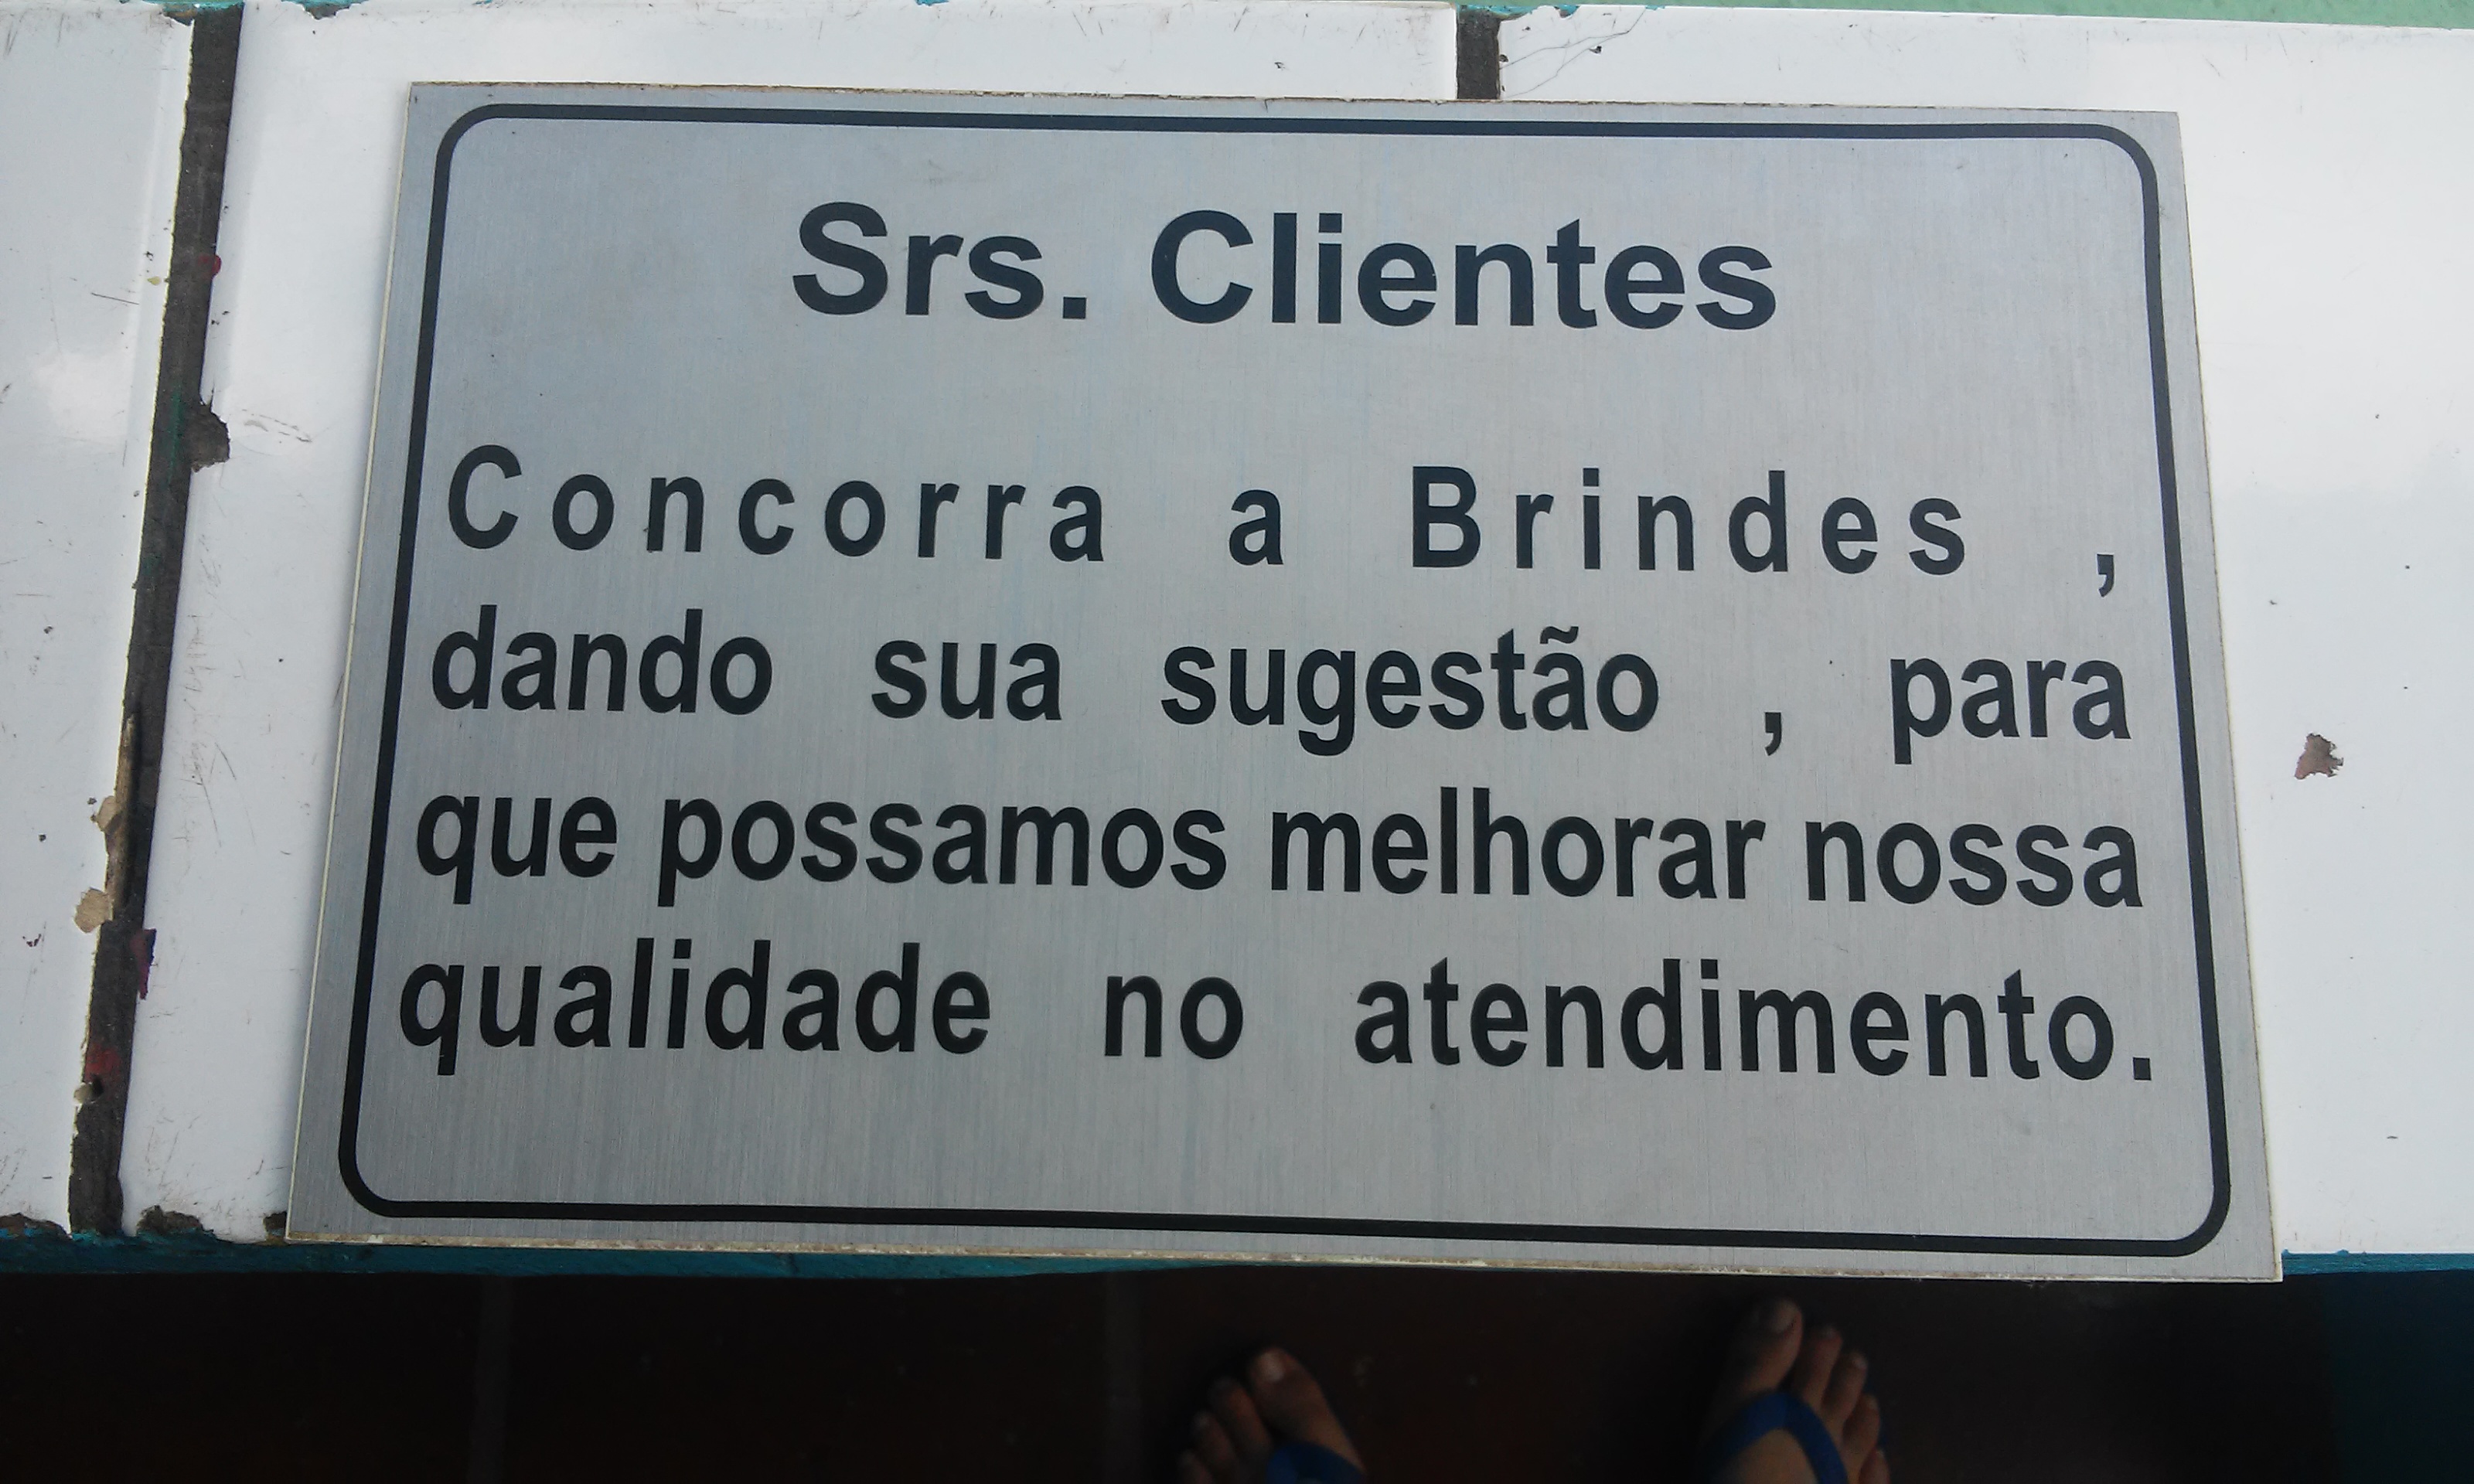 Srs. Clientes
Concorra a Brindes ,
dando sua sugestão , para
que possamos melhorar nossa
qualidade no atendimento.